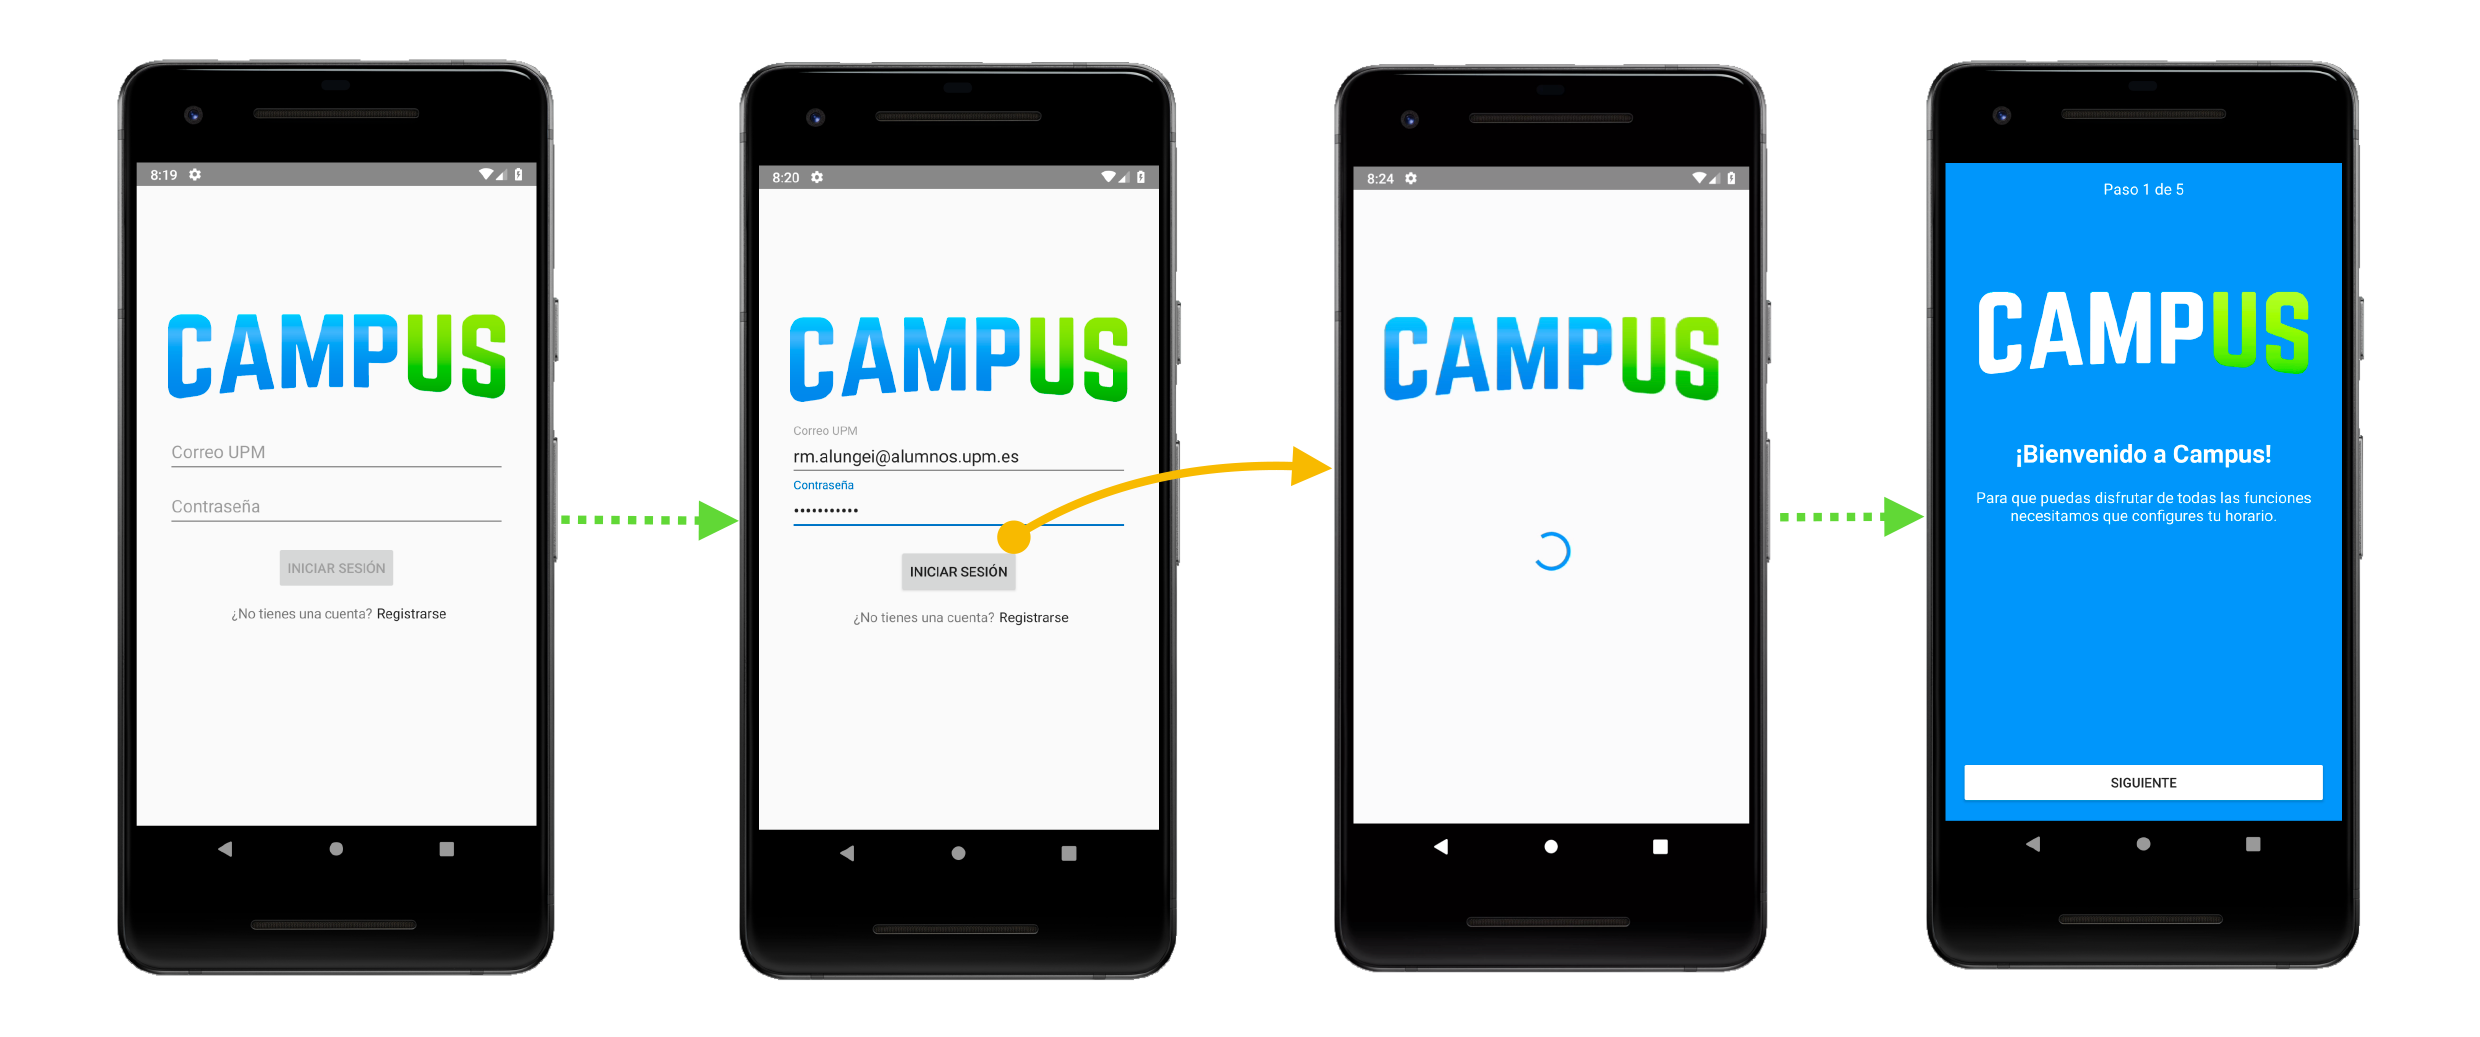 8:19
CAMPUS
Correo UPM
Contraseña
INICIAR SESIÓN
¿No tienes una cuenta? Registrarse
8:20
CAMPUS
Correo UPM
rm.alungei@alumnos.upm.es
Contraseña
•••••••••••
INICIAR SESIÓN
¿No tienes una cuenta? Registrarse
8:24
CAMPUS
Paso 1 de 5
CAMPUS
¡Bienvenido a Campus!
Para que puedas disfrutar de todas las funciones
necesitamos que configures tu horario.
SIGUIENTE